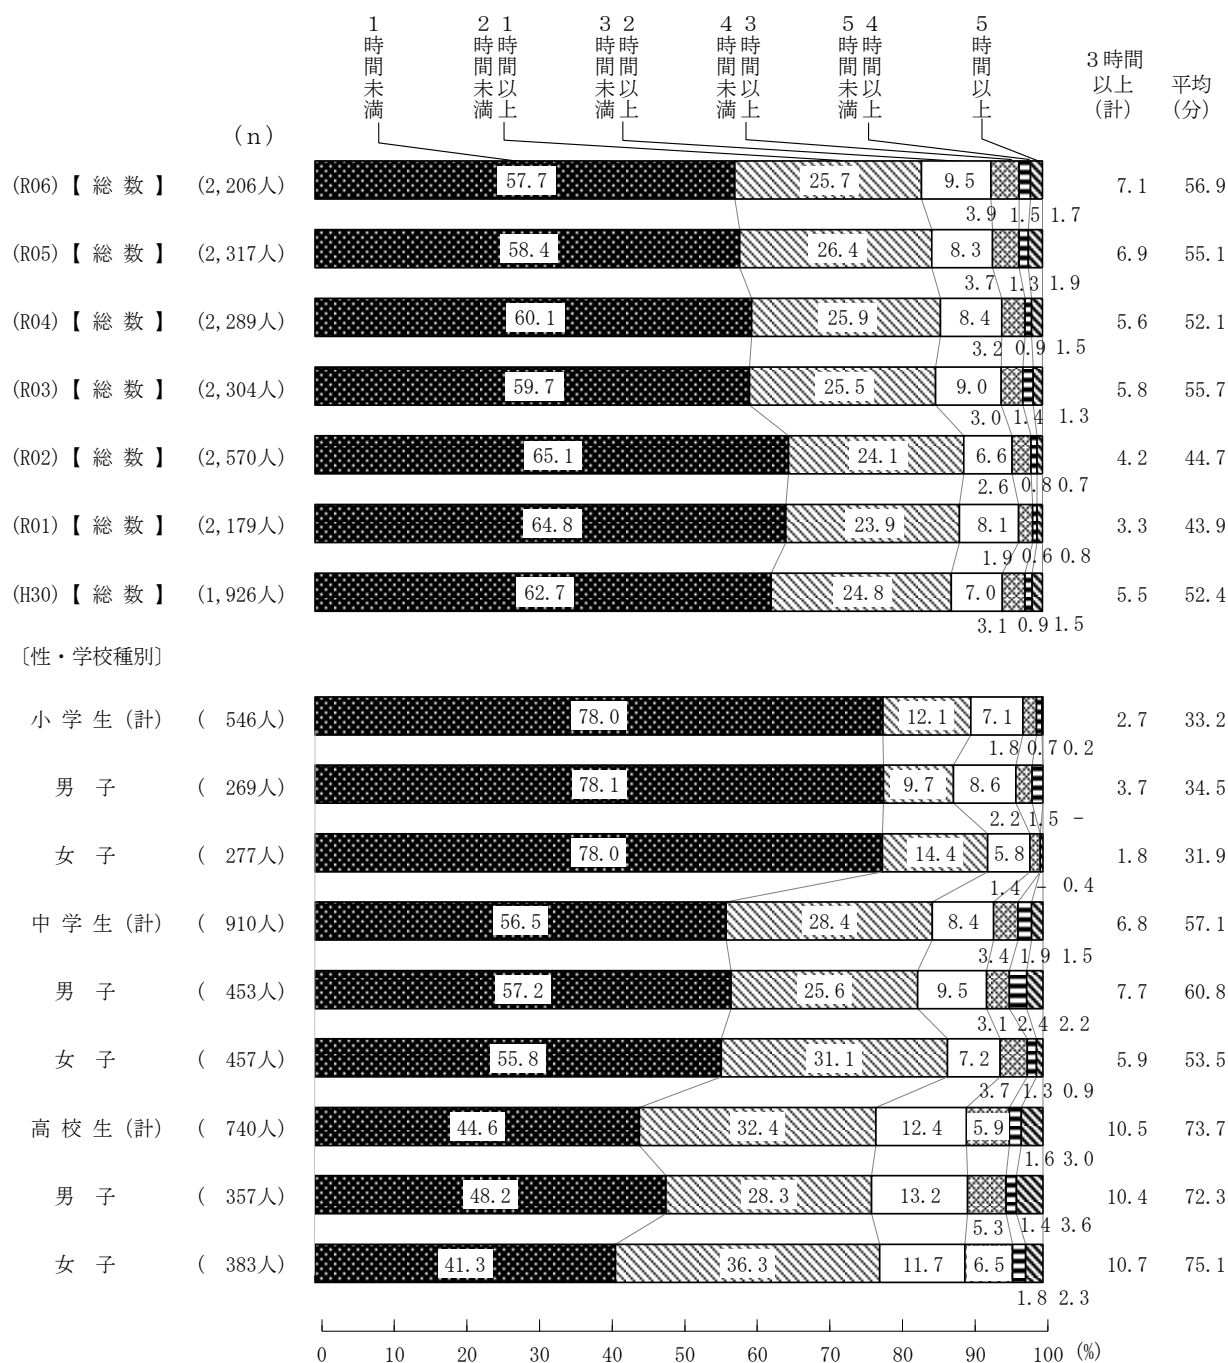 １時間未満
１時間以上２時間未満
２時間以上３時間未満
３時間以上４時間未満
４時間以上５時間未満
５時間以上
３時間以上（計）
平均（分）
（ｎ）
(R06)【 総 数 】 (2,206人) 57.7 25.7 9.5 7.1 56.9
3.9 1.5 1.7
(R05)【 総 数 】 (2,317人) 58.4 26.4 8.3 6.9 55.1
3.7 1.3 1.9
(R04)【 総 数 】 (2,289人) 60.1 25.9 8.4 5.6 52.1
3.2 0.9 1.5
(R03)【 総 数 】 (2,304人) 59.7 25.5 9.0 5.8 55.7
3.0 1.4 1.3
(R02)【 総 数 】 (2,570人) 65.1 24.1 6.6 4.2 44.7
2.6 0.8 0.7
(R01)【 総 数 】 (2,179人) 64.8 23.9 8.1 3.3 43.9
1.9 0.6 0.8
(H30)【 総 数 】 (1,926人) 62.7 24.8 7.0 5.5 52.4
3.1 0.9 1.5
〔性・学校種別〕
小 学 生 (計) ( 546人) 78.0 12.1 7.1 2.7 33.2
1.8 0.7 0.2
男 子 ( 269人) 78.1 9.7 8.6 3.7 34.5
2.2 1.5 －
女 子 ( 277人) 78.0 14.4 5.8 1.8 31.9
1.4 － 0.4
中 学 生 (計) ( 910人) 56.5 28.4 8.4 6.8 57.1
3.4 1.9 1.5
男 子 ( 453人) 57.2 25.6 9.5 7.7 60.8
3.1 2.4 2.2
女 子 ( 457人) 55.8 31.1 7.2 5.9 53.5
3.7 1.3 0.9
高 校 生 (計) ( 740人) 44.6 32.4 12.4 5.9 10.5 73.7
1.6 3.0
男 子 ( 357人) 48.2 28.3 13.2 10.4 72.3
5.3 1.4 3.6
女 子 ( 383人) 41.3 36.3 11.7 6.5 10.7 75.1
1.8 2.3
0 10 20 30 40 50 60 70 80 90 100 (%)